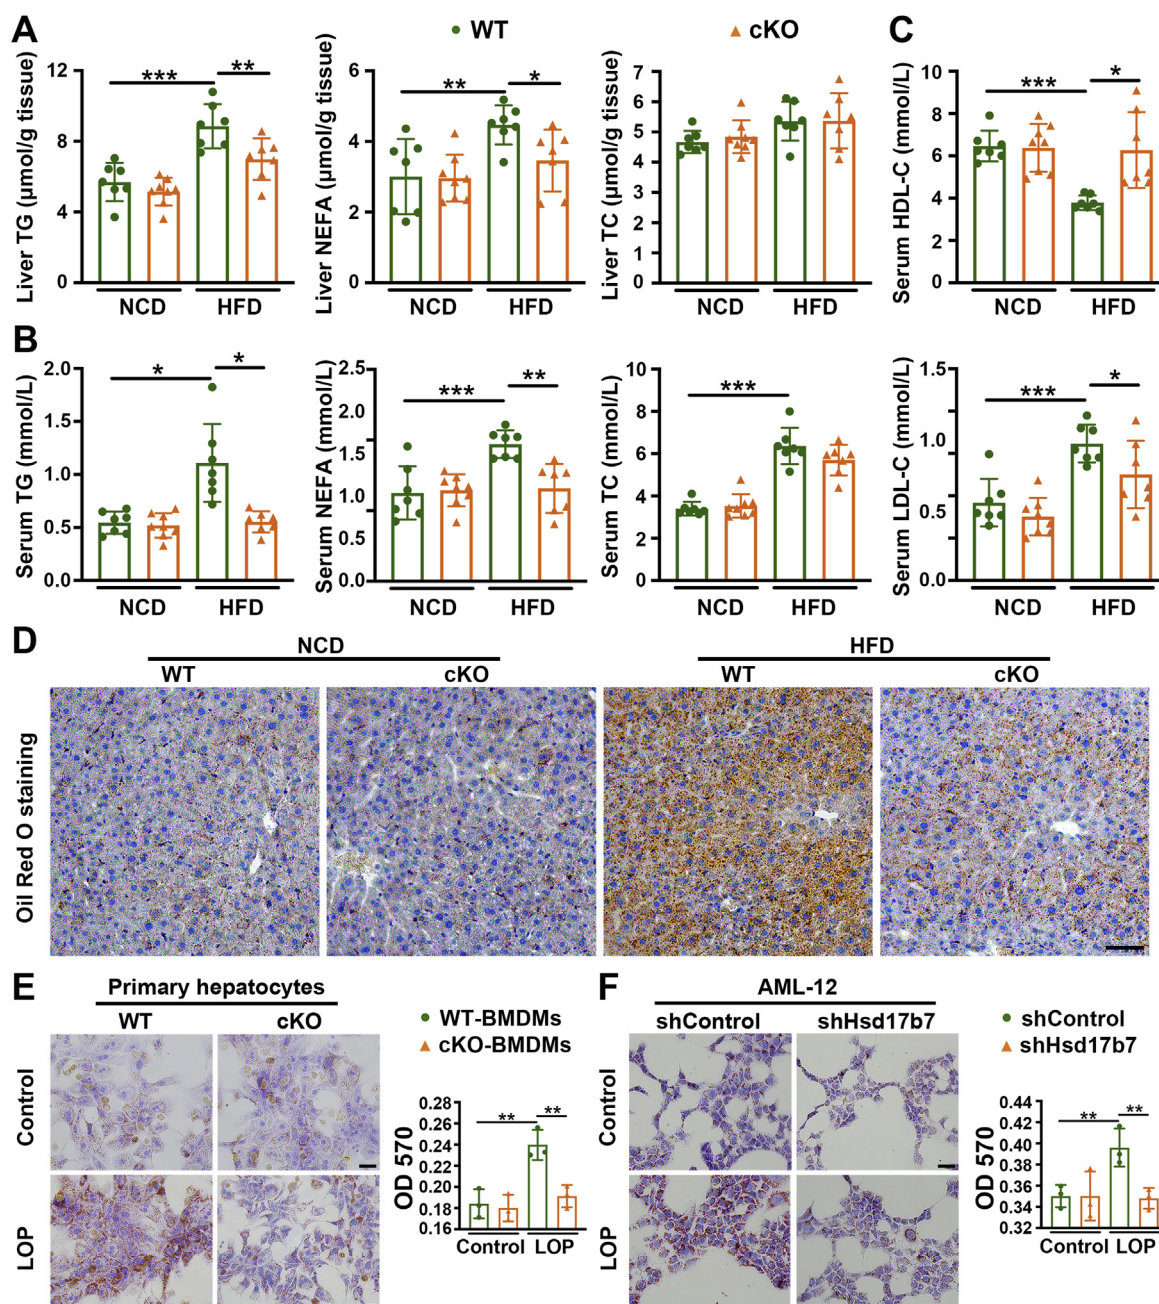 A
WT
cKO
C
Liver TG (μmol/g tissue)
12
8
4
0
***
**
NCD
HFD
Liver NEFA (μmol/g tissue)
6
4
2
0
**
*
NCD
HFD
Liver TC (μmol/g tissue)
7
6
5
4
3
2
1
0
NCD
HFD
Serum HDL-C (mmol/L)
10
8
6
4
2
0
***
*
NCD
HFD
B
Serum TG (mmol/L)
2.0
1.5
1.0
0.5
0.0
*
*
NCD
HFD
Serum NEFA (mmol/L)
2.5
2.0
1.5
1.0
0.5
0.0
***
**
NCD
HFD
Serum TC (mmol/L)
10
8
6
4
2
0
***
NCD
HFD
Serum LDL-C (mmol/L)
1.5
1.0
0.5
0.0
***
*
NCD
HFD
D
NCD
HFD
WT
cKO
WT
cKO
Oil Red O staining
E
Primary hepatocytes
WT
cKO
Control
LOP
WT-BMDMs
cKO-BMDMs
OD 570
0.28
0.26
0.24
0.22
0.20
0.18
0.16
**
**
Control
LOP
F
AML-12
shControl
shHsd17b7
Control
LOP
shControl
shHsd17b7
OD 570
0.44
0.42
0.40
0.38
0.36
0.34
0.32
**
**
Control
LOP